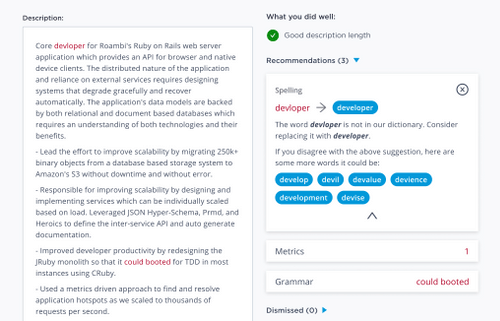 Description:
Core devloper for Roambi's Ruby on Rails web server
application which provides an API for browser and native
device clients. The distributed nature of the application
and reliance on external services requires designing
systems that degrade gracefully and recover
automatically. The application's data models are backed
by both relational and document based databases which
requires an understanding of both technologies and their
benefits.
- Lead the effort to improve scalability by migrating 250k+
binary objects from a database based storage system to
Amazon's S3 without downtime and without error.
- Responsible for improving scalability by designing and
implementing services which can be individually scaled
based on load. Leveraged JSON Hyper-Schema, Prmd, and
Heroics to define the inter-service API and auto generate
documentation.
- Improved developer productivity by redesigning the
JRuby monolith so that it could booted for TDD in most
instances using CRuby.
- Used a metrics driven approach to find and resolve
application hotspots as we scaled to thousands of
requests per second.
What you did well:
Good description length
Recommendations (3)
Spelling
devloper → developer
The word devloper is not in our dictionary. Consider
replacing it with developer.
If you disagree with the above suggestion, here are
some more words it could be:
develop devil devalue devience
development devise
Metrics 1
Grammar could booted
Dismissed (0)